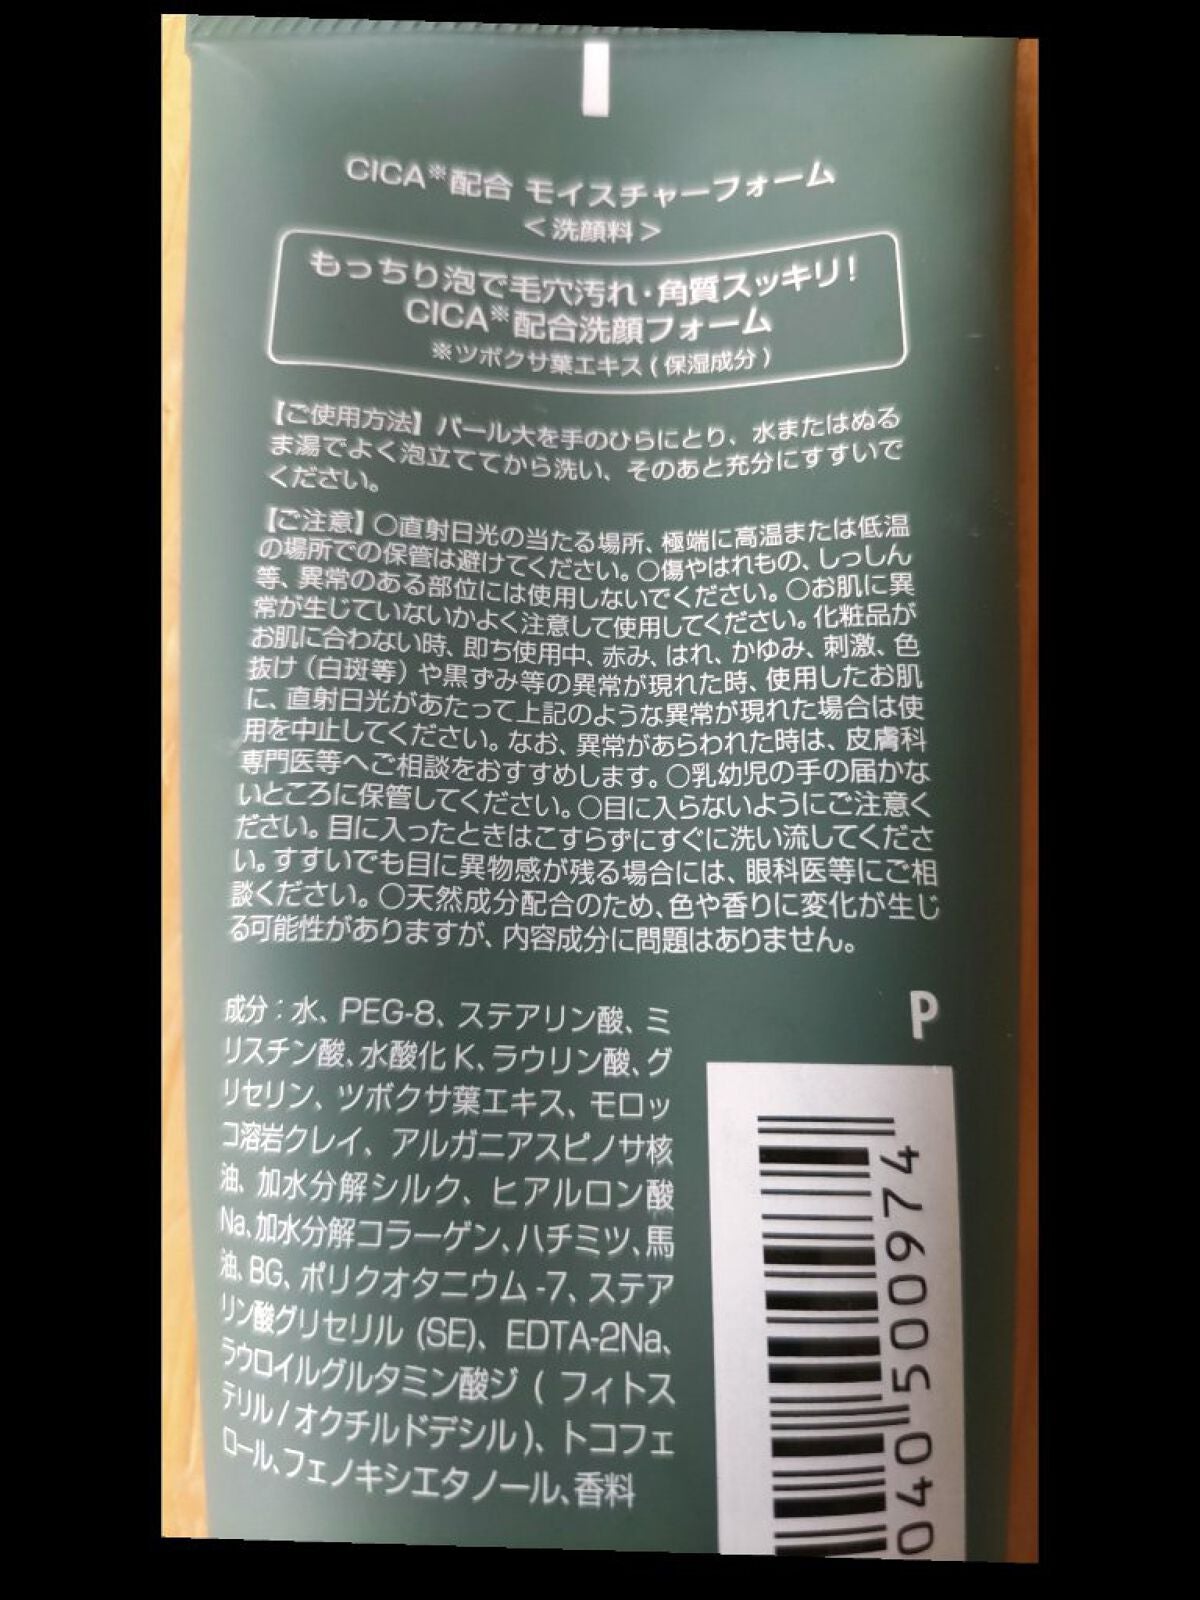 CICA※配合 モイスチャーフォーム
＜洗顔料＞
もっちり泡で毛穴汚れ・角質スッキリ！
CICA※配合洗顔フォーム
※ツボクサ葉エキス（保湿成分）
【ご使用方法】パール大を手のひらにとり、水またはぬる
ま湯でよく泡立ててから洗い、そのあと充分にすすいで
ください。
【ご注意】○直射日光の当たる場所、極端に高温または低温
の場所での保管は避けてください。○傷やはれもの、しっしん
等、異常のある部位には使用しないでください。○お肌に異
常が生じていないかよく注意して使用してください。化粧品が
お肌に合わない時、即ち使用中、赤み、はれ、かゆみ、刺激、色
抜け（白斑等）や黒ずみ等の異常が現れた時、使用したお肌
に、直射日光があたって上記のような異常が現れた場合は使
用を中止してください。なお、異常があらわれた時は、皮膚科
専門医等へご相談をおすすめします。○乳幼児の手の届かな
いところに保管してください。○目に入らないようにご注意く
ださい。目に入ったときはこすらずにすぐに洗い流してくださ
い。すすいでも目に異物感が残る場合には、眼科医等にご相
談ください。○天然成分配合のため、色や香りに変化が生じ
る可能性がありますが、内容成分に問題はありません。
成分：水、PEG-8、ステアリン酸、ミ
リスチン酸、水酸化K、ラウリン酸、グ
リセリン、ツボクサ葉エキス、モロッ
コ溶岩クレイ、アルガニアスピノサ核
油、加水分解シルク、ヒアルロン酸
Na、加水分解コラーゲン、ハチミツ、馬
油、BG、ポリクオタニウム-7、ステア
リン酸グリセリル(SE)、EDTA-2Na、
ラウロイルグルタミン酸ジ(フィトス
テリル/オクチルドデシル)、トコフェ
ロール、フェノキシエタノール、香料
P
4760005040